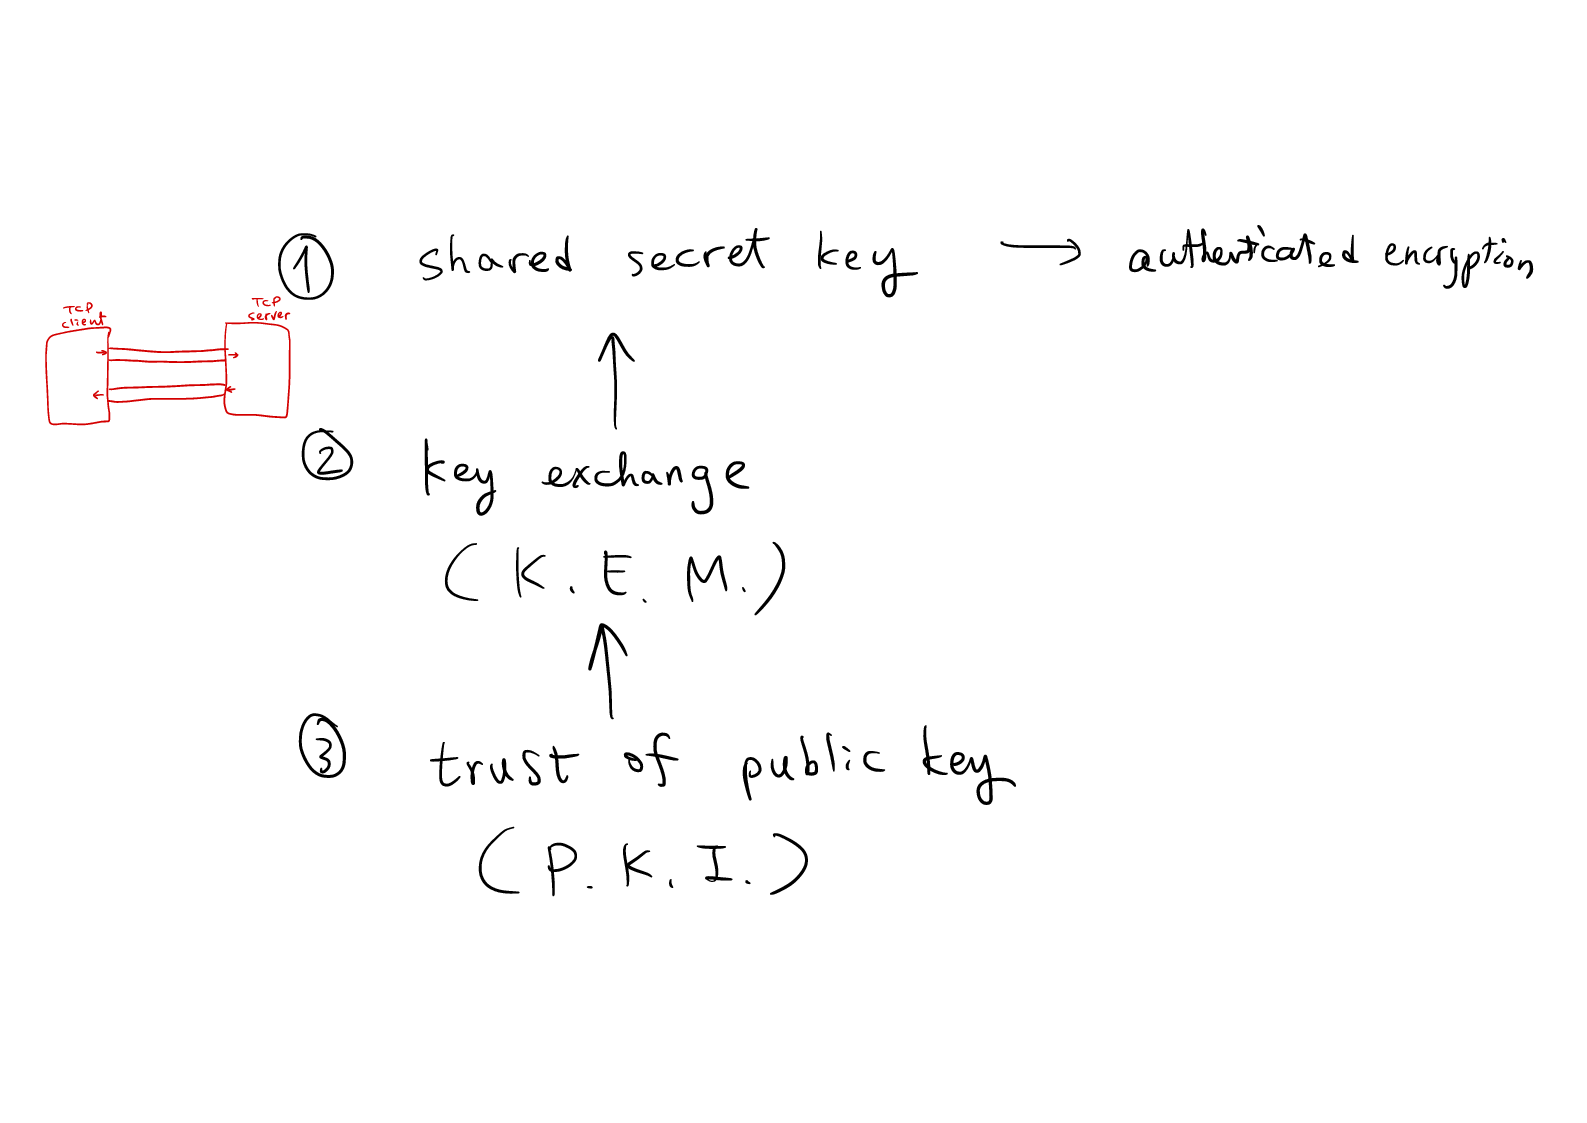 ① shared secret key → authenticated encryption
TCP
client
TCP
server
② key exchange
(K.E.M.)
③ trust of public key
(P.K.I.)